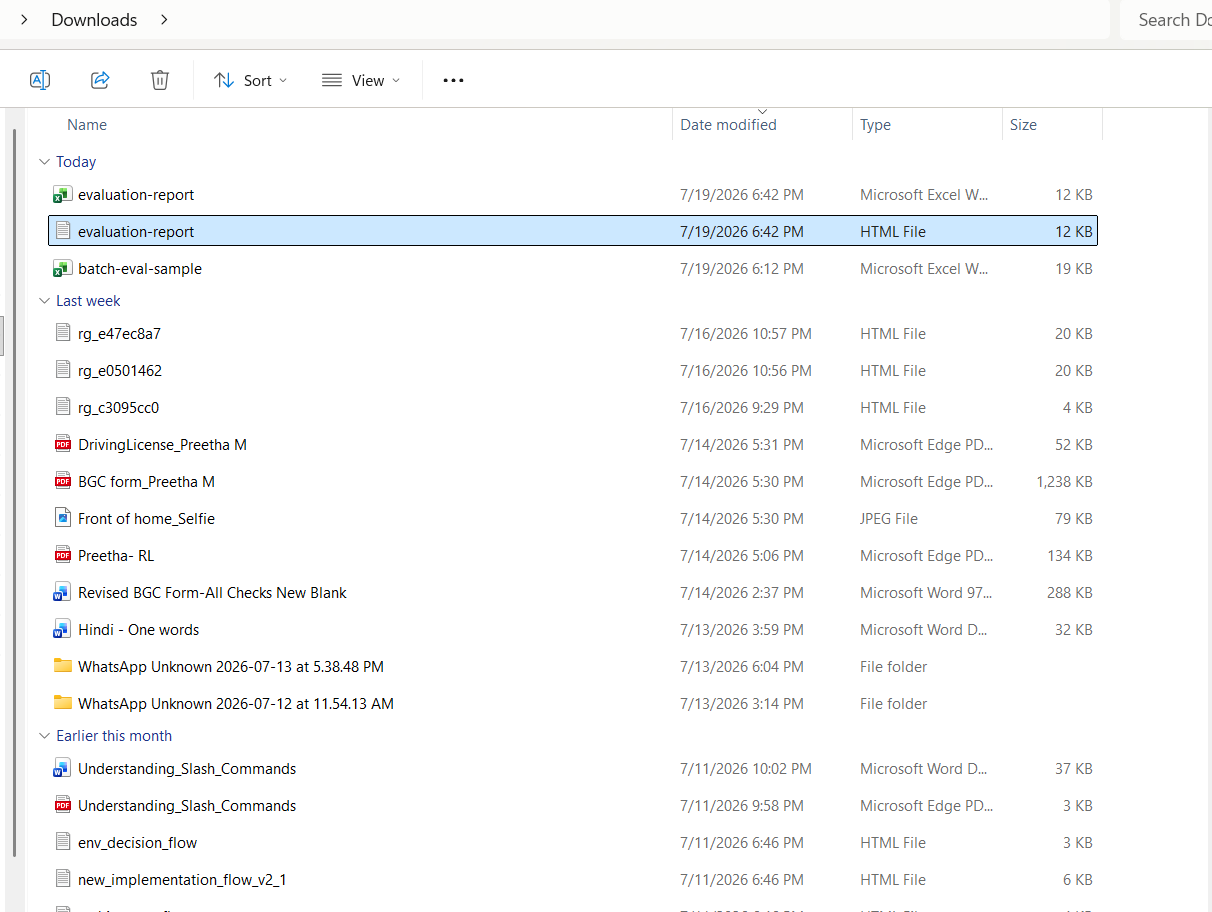 Downloads
Search Do
Sort
View
Name Date modified Type Size
Today
evaluation-report 7/19/2026 6:42 PM Microsoft Excel W... 12 KB
evaluation-report 7/19/2026 6:42 PM HTML File 12 KB
batch-eval-sample 7/19/2026 6:12 PM Microsoft Excel W... 19 KB
Last week
rg_e47ec8a7 7/16/2026 10:57 PM HTML File 20 KB
rg_e0501462 7/16/2026 10:56 PM HTML File 20 KB
rg_c3095cc0 7/16/2026 9:29 PM HTML File 4 KB
DrivingLicense_Preetha M 7/14/2026 5:31 PM Microsoft Edge PD... 52 KB
BGC form_Preetha M 7/14/2026 5:30 PM Microsoft Edge PD... 1,238 KB
Front of home_Selfie 7/14/2026 5:30 PM JPEG File 79 KB
Preetha- RL 7/14/2026 5:06 PM Microsoft Edge PD... 134 KB
Revised BGC Form-All Checks New Blank 7/14/2026 2:37 PM Microsoft Word 97... 288 KB
Hindi - One words 7/13/2026 3:59 PM Microsoft Word D... 32 KB
WhatsApp Unknown 2026-07-13 at 5.38.48 PM 7/13/2026 6:04 PM File folder
WhatsApp Unknown 2026-07-12 at 11.54.13 AM 7/13/2026 3:14 PM File folder
Earlier this month
Understanding_Slash_Commands 7/11/2026 10:02 PM Microsoft Word D... 37 KB
Understanding_Slash_Commands 7/11/2026 9:58 PM Microsoft Edge PD... 3 KB
env_decision_flow 7/11/2026 6:46 PM HTML File 3 KB
new_implementation_flow_v2_1 7/11/2026 6:46 PM HTML File 6 KB